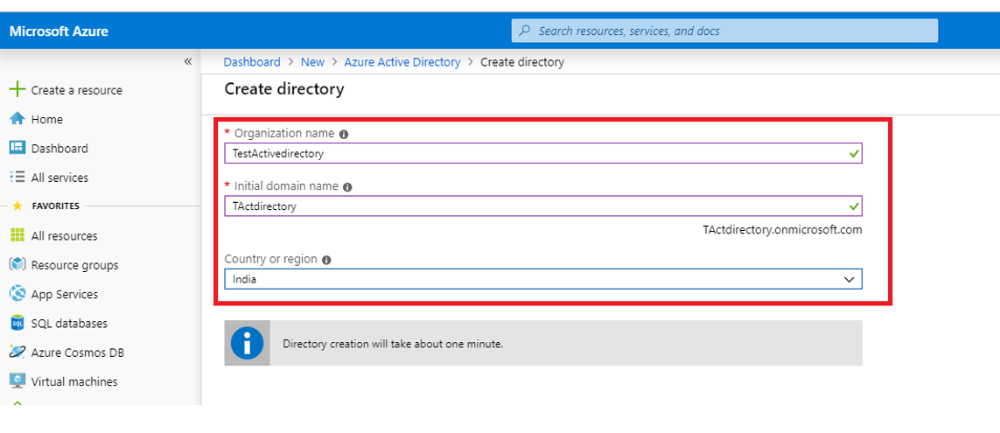 Microsoft Azure
Search resources, services, and docs
«
Dashboard > New > Azure Active Directory > Create directory
Create directory
Create a resource
Home
Dashboard
All services
FAVORITES
All resources
Resource groups
App Services
SQL databases
Azure Cosmos DB
Virtual machines
* Organization name
TestActivedirectory
* Initial domain name
TActdirectory
TActdirectory.onmicrosoft.com
Country or region
India
Directory creation will take about one minute.